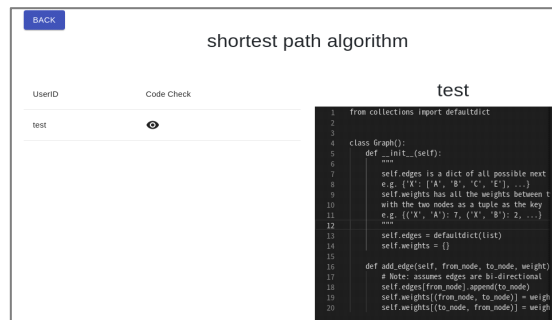 BACK
shortest path algorithm
UserID Code Check
test
test
1 from collections import defaultdict
2
3
4 class Graph():
5 def __init__(self):
6 """
7 self.edges is a dict of all possible next
8 e.g. {'X': ['A', 'B', 'C', 'E'], ...}
9 self.weights has all the weights between t
10 with the two nodes as a tuple as the key
11 e.g. {('X', 'A'): 7, ('X', 'B'): 2, ...}
12 """
13 self.edges = defaultdict(list)
14 self.weights = {}
15
16 def add_edge(self, from_node, to_node, weight)
17 # Note: assumes edges are bi-directional
18 self.edges[from_node].append(to_node)
19 self.weights[(from_node, to_node)] = weigh
20 self.weights[(to_node, from_node)] = weigh